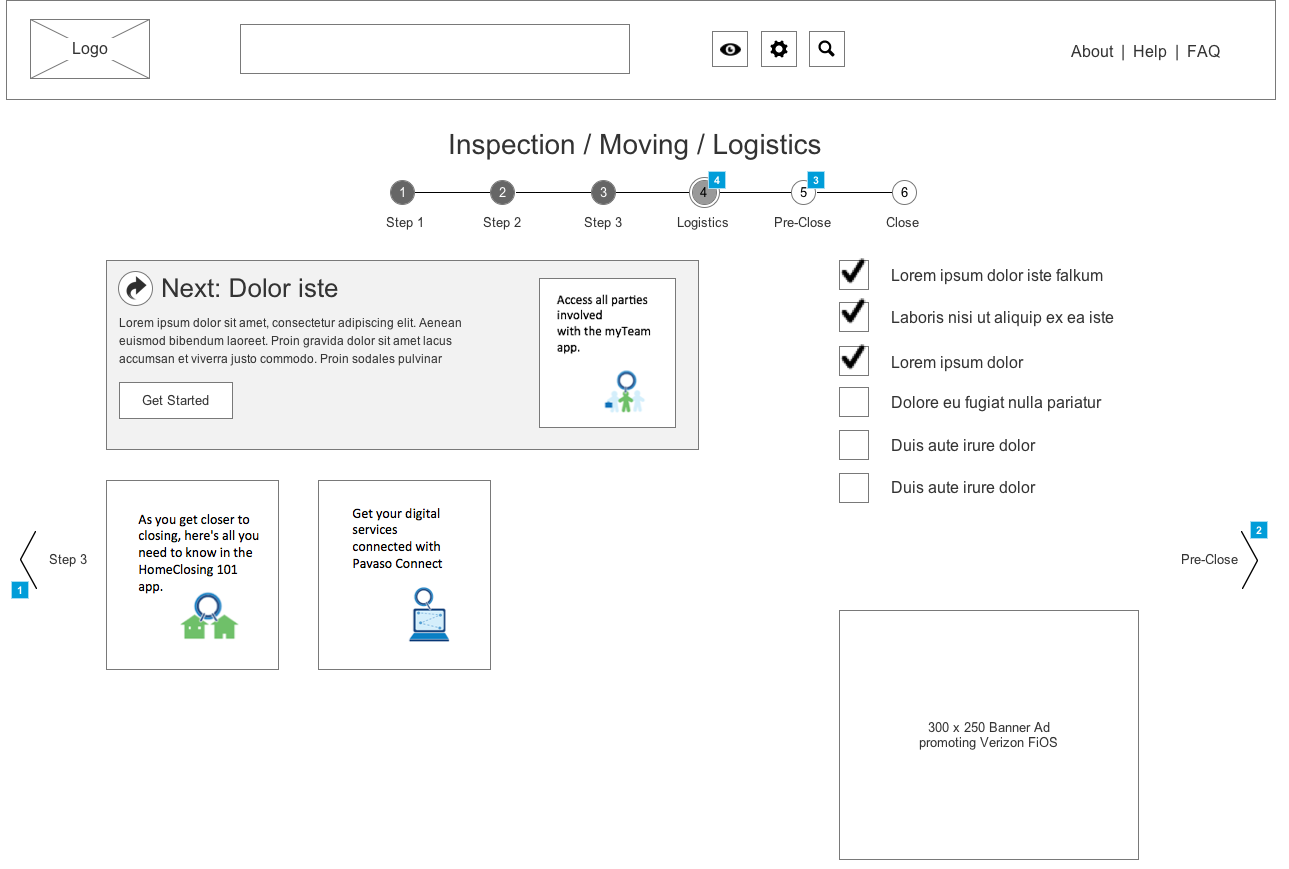 Logo
About | Help | FAQ
Inspection / Moving / Logistics
4
3
1
2
3
4
5
6
Step 1
Step 2
Step 3
Logistics
Pre-Close
Close
Next: Dolor iste
Lorem ipsum dolor sit amet, consectetur adipiscing elit. Aenean
euismod bibendum laoreet. Proin gravida dolor sit amet lacus
accumsan et viverra justo commodo. Proin sodales pulvinar
Get Started
Access all parties
involved
with the myTeam
app.
Lorem ipsum dolor iste falkum
Laboris nisi ut aliquip ex ea iste
Lorem ipsum dolor
Dolore eu fugiat nulla pariatur
Duis aute irure dolor
Duis aute irure dolor
Step 3
1
As you get closer to
closing, here's all you
need to know in the
HomeClosing 101
app.
Get your digital
services
connected with
Pavaso Connect
2
Pre-Close
300 x 250 Banner Ad
promoting Verizon FiOS